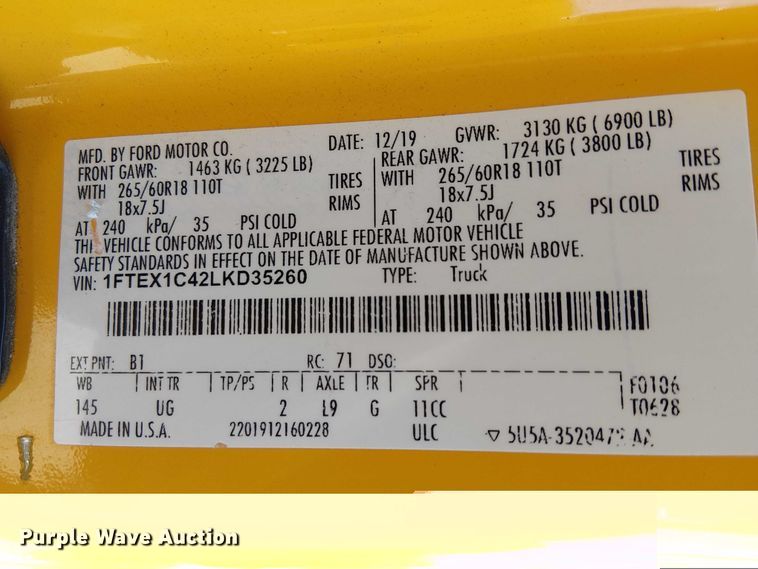 MFD. BY FORD MOTOR CO. DATE: 12/19 GVWR: 3130 KG ( 6900 LB)
FRONT GAWR: 1463 KG ( 3225 LB) REAR GAWR: 1724 KG ( 3800 LB)
WITH 265/60R18 110T TIRES WITH 265/60R18 110T TIRES
18x7.5J RIMS 18x7.5J RIMS
AT 240 kPa/ 35 PSI COLD AT 240 kPa/ 35 PSI COLD
THIS VEHICLE CONFORMS TO ALL APPLICABLE FEDERAL MOTOR VEHICLE
SAFETY STANDARDS IN EFFECT ON THE DATE OF MANUFACTURE SHOWN ABOVE.
VIN: 1FTEX1C42LKD35260 TYPE: Truck
EXT PNT: B1 RC: 71 DSO:
WB INT TR TP/PS R AXLE TR SPR F0106
145 UG 2 L9 G 11CC T0628
MADE IN U.S.A. 2201912160228 ULC
Purple Wave Auction